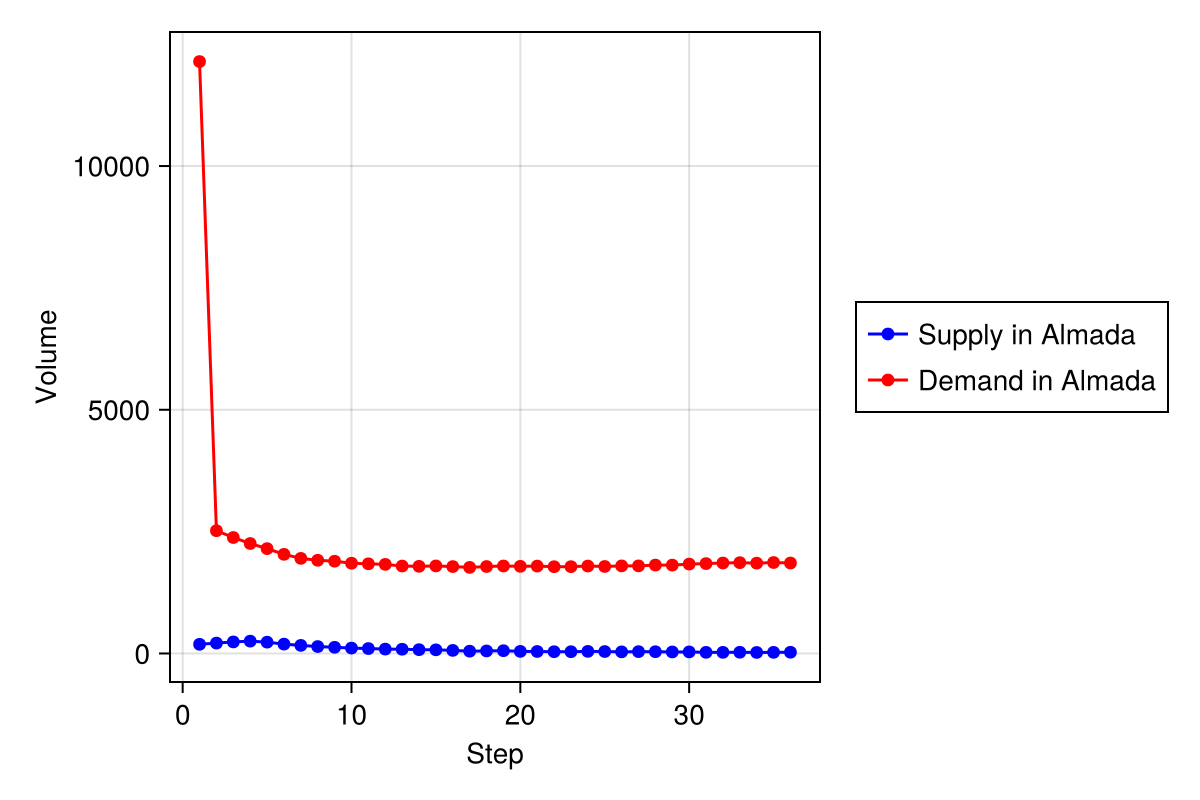 10000
5000
0
Volume
0 10 20 30
Step
Supply in Almada
Demand in Almada